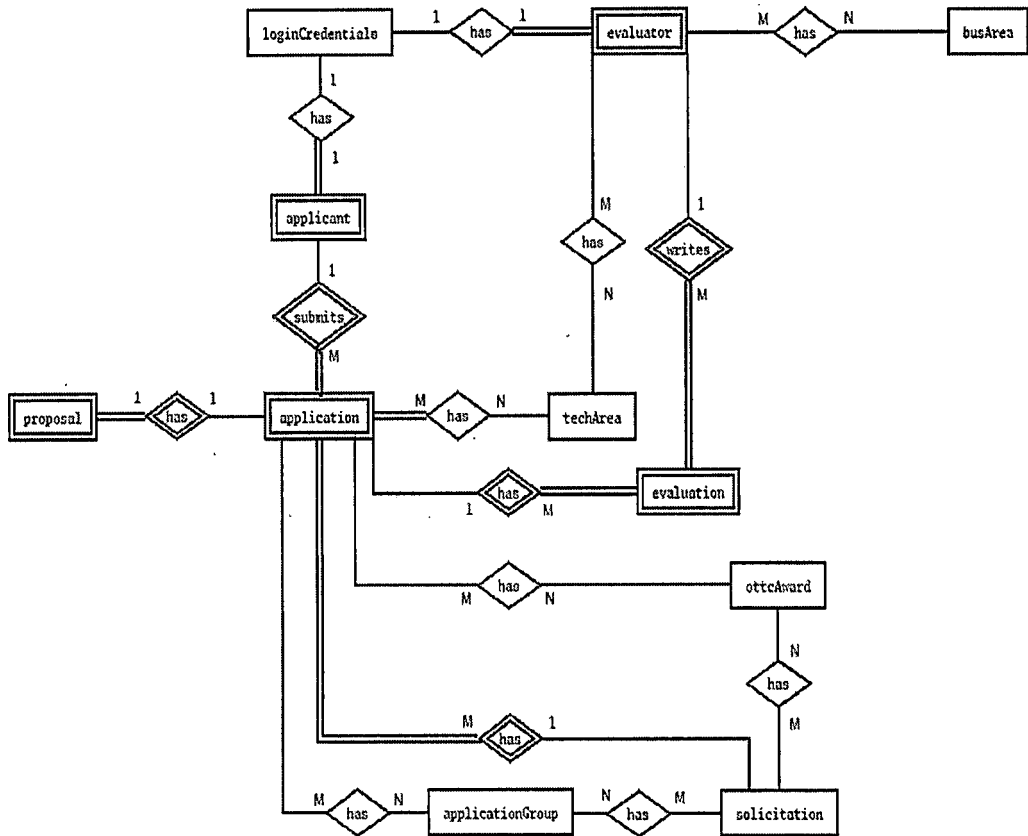 1 1 M N
loginCredentials has evaluator has busArea
1
has
1
applicant
M 1
has writes
1
N M
submits
M
1 1 M N
proposal has application has techArea
has evaluation
1 M
has ottcAward
M N
N
has
M 1 M
has
M N N M
has applicationGroup has solicitation